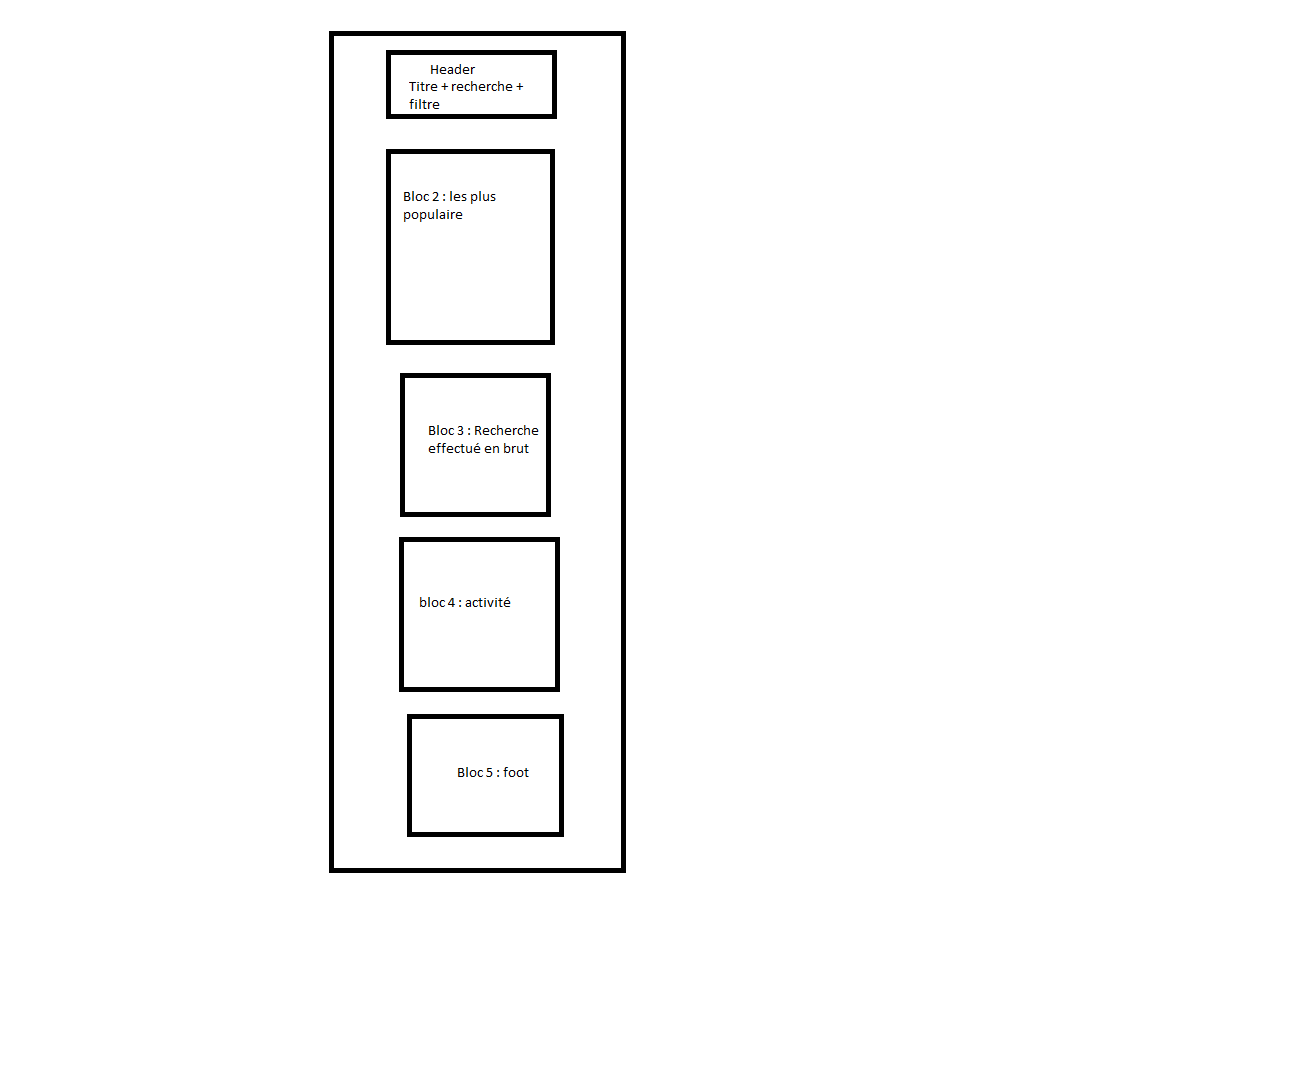 Header
Titre + recherche +
filtre
Bloc 2 : les plus
populaire
Bloc 3 : Recherche
effectué en brut
bloc 4 : activité
Bloc 5 : foot